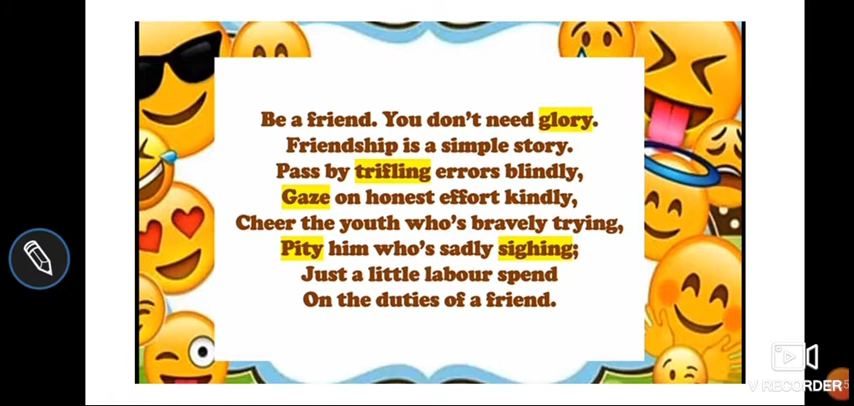 Be a friend. You don't need glory.
Friendship is a simple story.
Pass by trifling errors blindly,
Gaze on honest effort kindly,
Cheer the youth who's bravely trying,
Pity him who's sadly sighing;
Just a little labour spend
On the duties of a friend.
V RECORDER